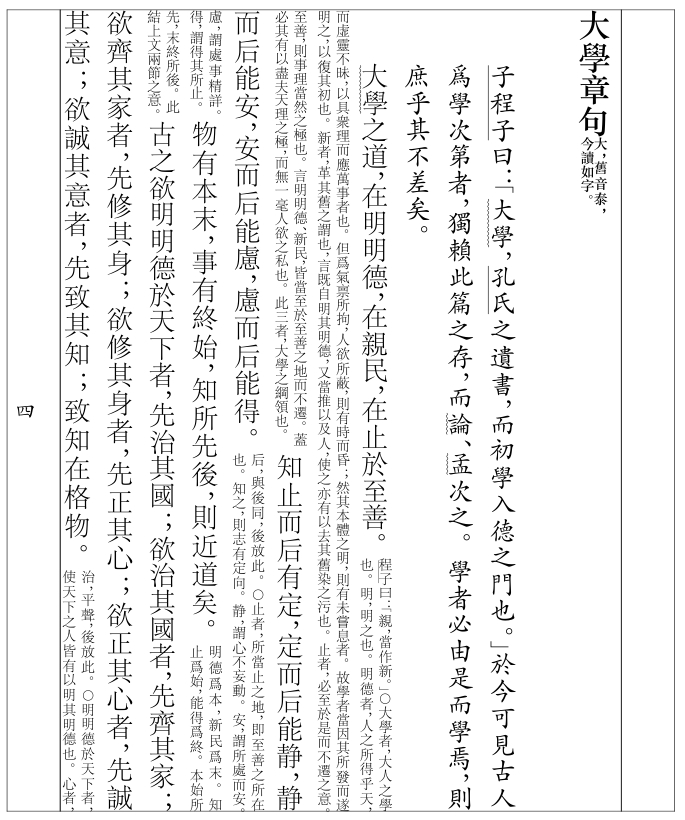 大學章句
大，舊音泰，
今讀如字。
子程子曰：「大學，孔氏之遺書，而初學入德之門也。」於今可見古人
爲學次第者，獨賴此篇之存，而論、孟次之。學者必由是而學焉，則
庶乎其不差矣。
大學之道，在明明德，在親民，在止於至善。
程子曰：「親，當作新。」○大學者，大人之學
也。明，明之也。明德者，人之所得乎天，
而虛靈不昧，以具衆理而應萬事者也。但爲氣稟所拘，人欲所蔽，則有時而昏；然其本體之明，則有未嘗息者。故學者當因其所發而遂
明之，以復其初也。新者，革其舊之謂也，言既自明其明德，又當推以及人，使之亦有以去其舊染之污也。止者，必至於是而不遷之意。
至善，則事理當然之極也。言明明德、新民，皆當至於至善之地而不遷。蓋
必其有以盡夫天理之極，而無一毫人欲之私也。此三者，大學之綱領也。
知止而后有定，定而后能静，静
而后能安，安而后能慮，慮而后能得。
后，與後同，後放此。○止者，所當止之地，即至善之所在
也。知之，則志有定向。静，謂心不妄動。安，謂所處而安。
慮，謂處事精詳。
得，謂得其所止。
物有本末，事有終始，知所先後，則近道矣。
明德爲本，新民爲末。知
止爲始，能得爲終。本始所
先，末終所後。此
結上文兩節之意。
古之欲明明德於天下者，先治其國；欲治其國者，先齊其家；
欲齊其家者，先修其身；欲修其身者，先正其心；欲正其心者，先誠
其意；欲誠其意者，先致其知；致知在格物。
治，平聲，後放此。○明明德於天下者，
使天下之人皆有以明其明德也。心者，
四